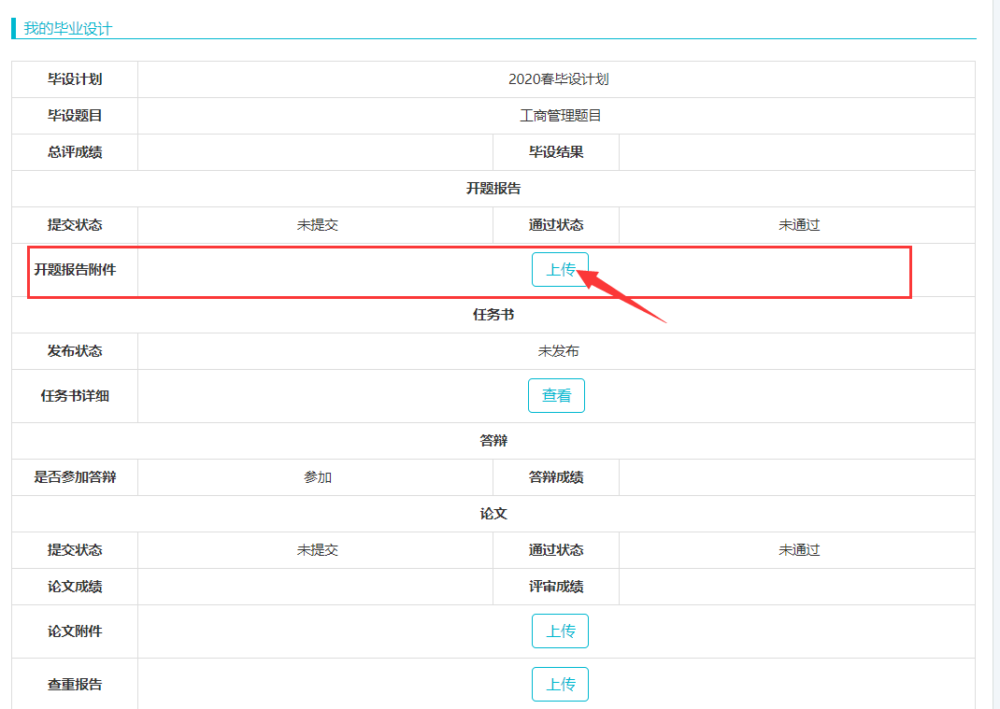 我的毕业设计
毕设计划 2020春毕设计划
毕设题目 工商管理题目
总评成绩 毕设结果
开题报告
提交状态 未提交 通过状态 未通过
开题报告附件 上传
任务书
发布状态 未发布
任务书详细 查看
答辩
是否参加答辩 参加 答辩成绩
论文
提交状态 未提交 通过状态 未通过
论文成绩 评审成绩
论文附件 上传
查重报告 上传